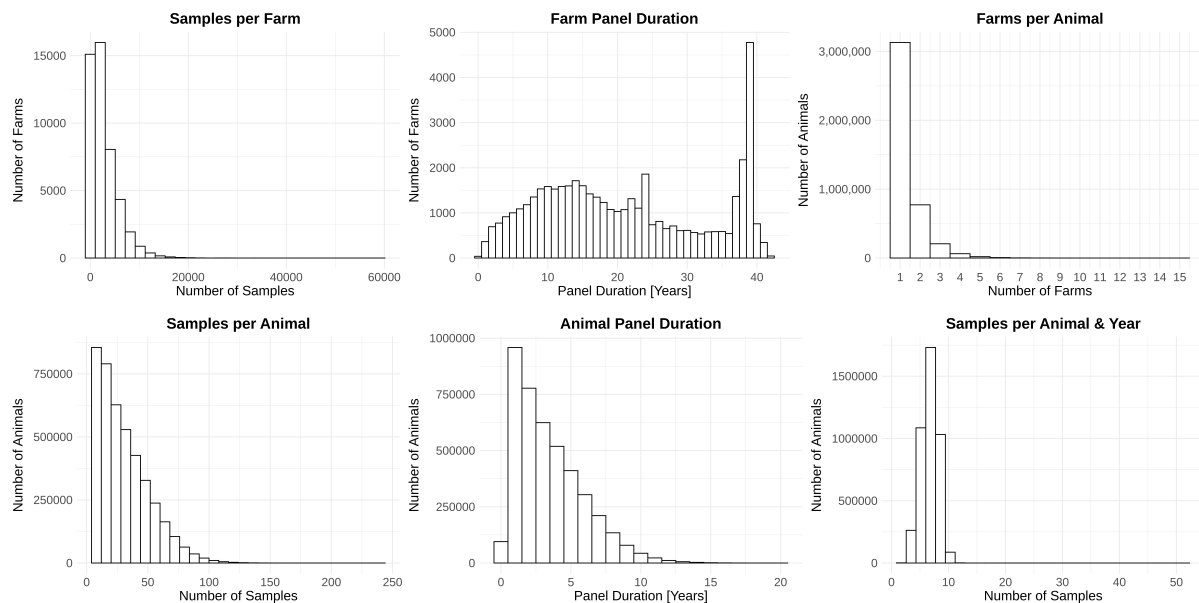 Samples per Farm
Number of Farms
15000
10000
5000
0
0 20000 40000 60000
Number of Samples
Farm Panel Duration
Number of Farms
5000
4000
3000
2000
1000
0
0 10 20 30 40
Panel Duration [Years]
Farms per Animal
Number of Animals
3,000,000
2,000,000
1,000,000
0
1 2 3 4 5 6 7 8 9 10 11 12 13 14 15
Number of Farms
Samples per Animal
Number of Animals
750000
500000
250000
0
0 50 100 150 200 250
Number of Samples
Animal Panel Duration
Number of Animals
1000000
750000
500000
250000
0
0 5 10 15 20
Panel Duration [Years]
Samples per Animal & Year
Number of Animals
1500000
1000000
500000
0
0 10 20 30 40 50
Number of Samples